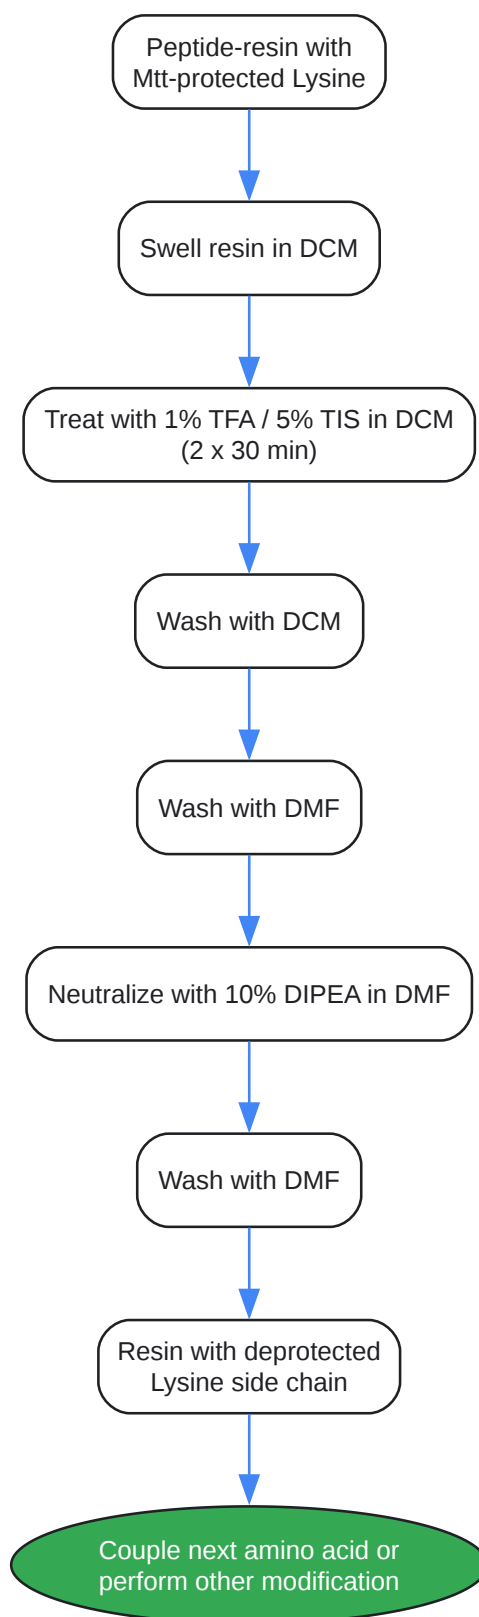 Peptide-resin with
Mtt-protected Lysine
Swell resin in DCM
Treat with 1% TFA / 5% TIS in DCM
(2 x 30 min)
Wash with DCM
Wash with DMF
Neutralize with 10% DIPEA in DMF
Wash with DMF
Resin with deprotected
Lysine side chain
Couple next amino acid or
perform other modification